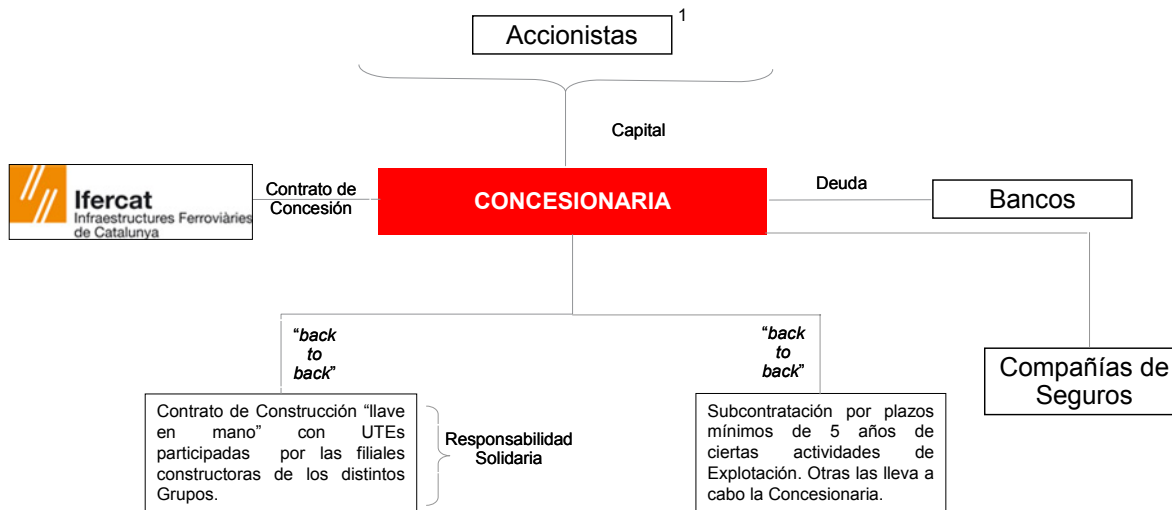 Accionistas 1
Capital
Ifercat
Infraestructures Ferroviàries
de Catalunya
Contrato de
Concesión
CONCESIONARIA
Deuda
Bancos
“back
to
back”
“back
to
back”
Compañías de
Seguros
Contrato de Construcción “llave
en mano” con UTEs
participadas por las filiales
constructoras de los distintos
Grupos.
Responsabilidad
Solidaria
Subcontratación por plazos
mínimos de 5 años de
ciertas actividades de
Explotación. Otras las lleva a
cabo la Concesionaria.